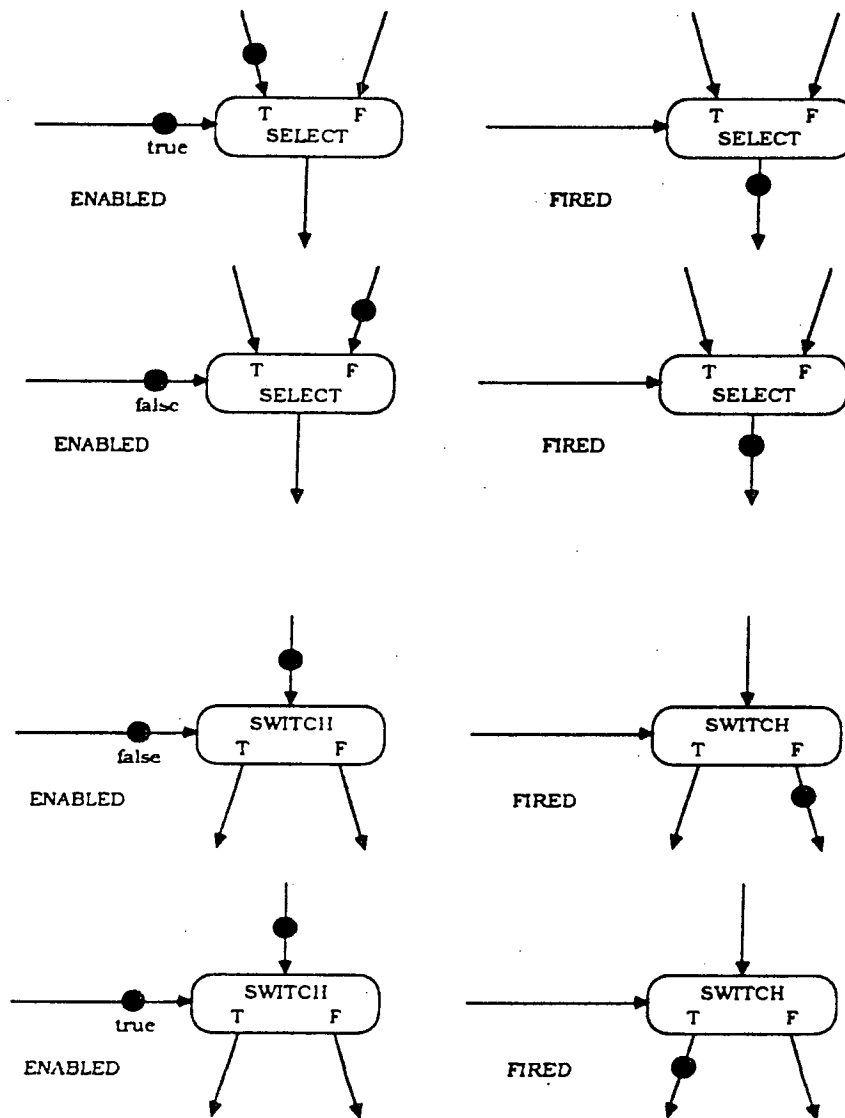 T F T F
SELECT SELECT
true
ENABLED FIRED
T F T F
SELECT SELECT
false
ENABLED FIRED
SWITCH SWITCH
T F T F
false
ENABLED FIRED
SWITCH SWITCH
T F T F
true
ENABLED FIRED